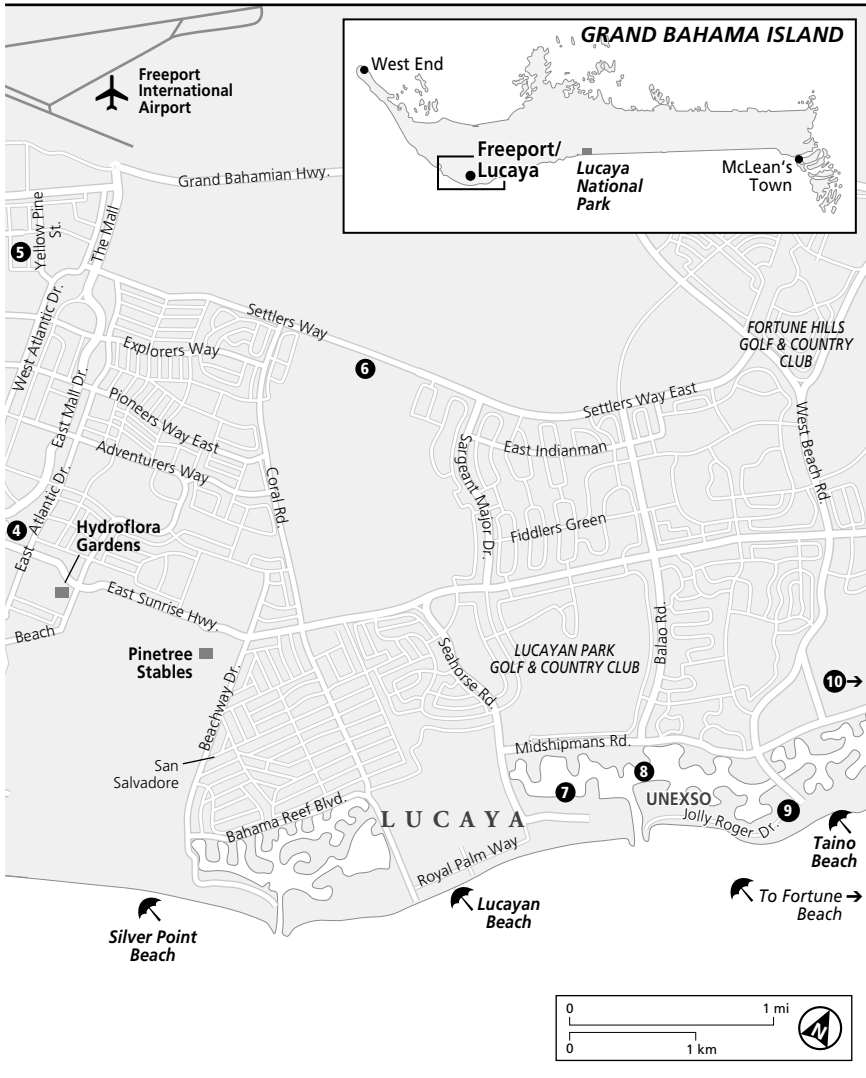 GRAND BAHAMA ISLAND
West End
Freeport/
Lucaya
Lucaya
National
Park
McLean's
Town
Freeport
International
Airport
Grand Bahamian Hwy.
Yellow Pine
St.
The Mall
5
West Atlantic Dr.
Settlers Way
Explorers Way
6
FORTUNE HILLS
GOLF & COUNTRY
CLUB
East Mall Dr.
Pioneers Way East
Settlers Way East
West Beach Rd.
Adventurers Way
Sargeant Major Dr.
East Indianman
Coral Rd.
East Atlantic Dr.
4
Hydroflora
Gardens
Fiddlers Green
East Sunrise Hwy.
Beach
Pinetree
Stables
Beachway Dr.
Seahorse Rd.
LUCAYAN PARK
GOLF & COUNTRY CLUB
Balao Rd.
10
San
Salvadore
Midshipmans Rd.
7
8
UNEXSO
9
Bahama Reef Blvd.
LUCAYA
Jolly Roger Dr.
Royal Palm Way
Taino
Beach
Silver Point
Beach
Lucayan
Beach
To Fortune
Beach
0
1 mi
0
1 km
N